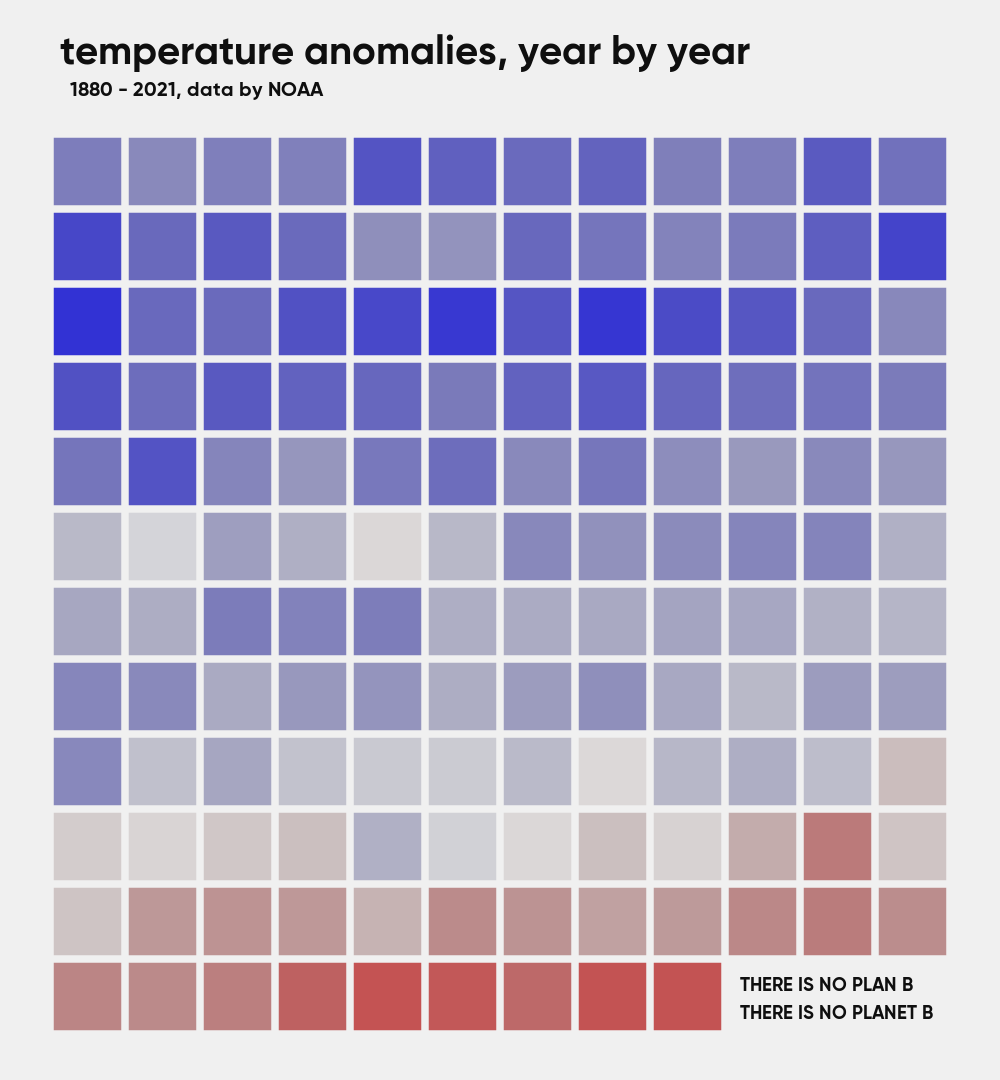 temperature anomalies, year by year
1880 - 2021, data by NOAA
THERE IS NO PLAN B
THERE IS NO PLANET B